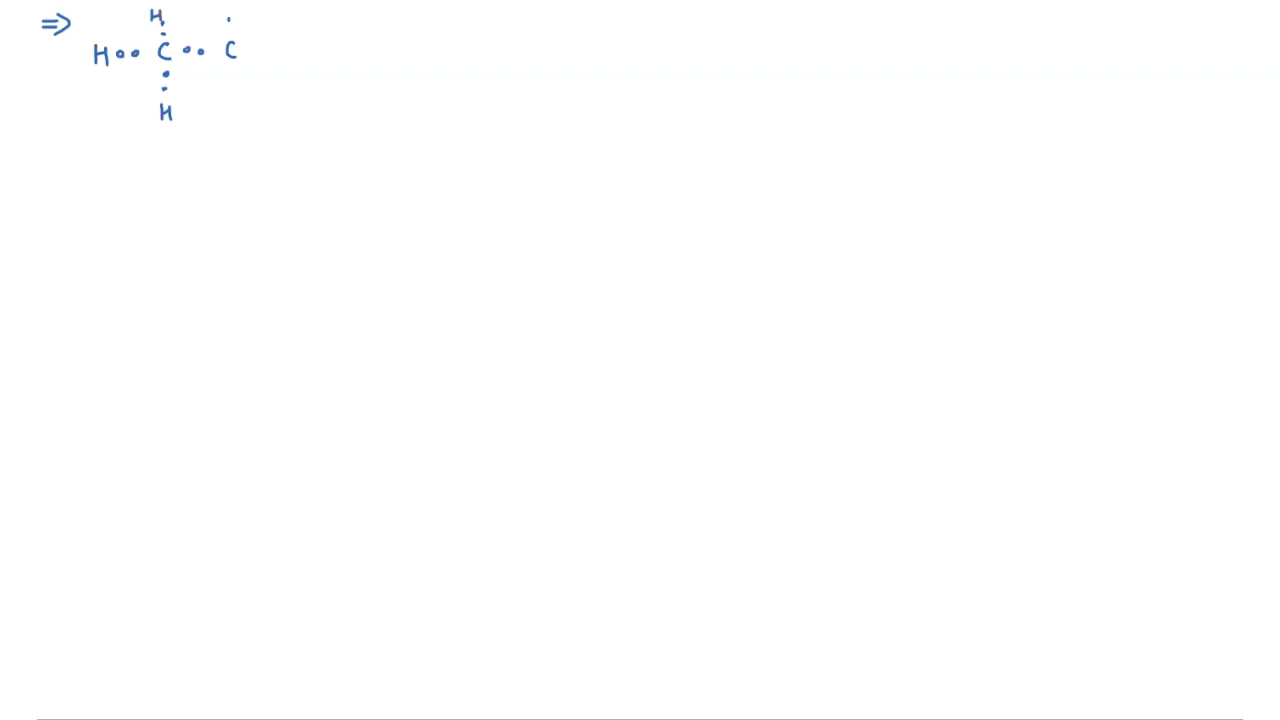 ⇒ H
H • • C • • C
H